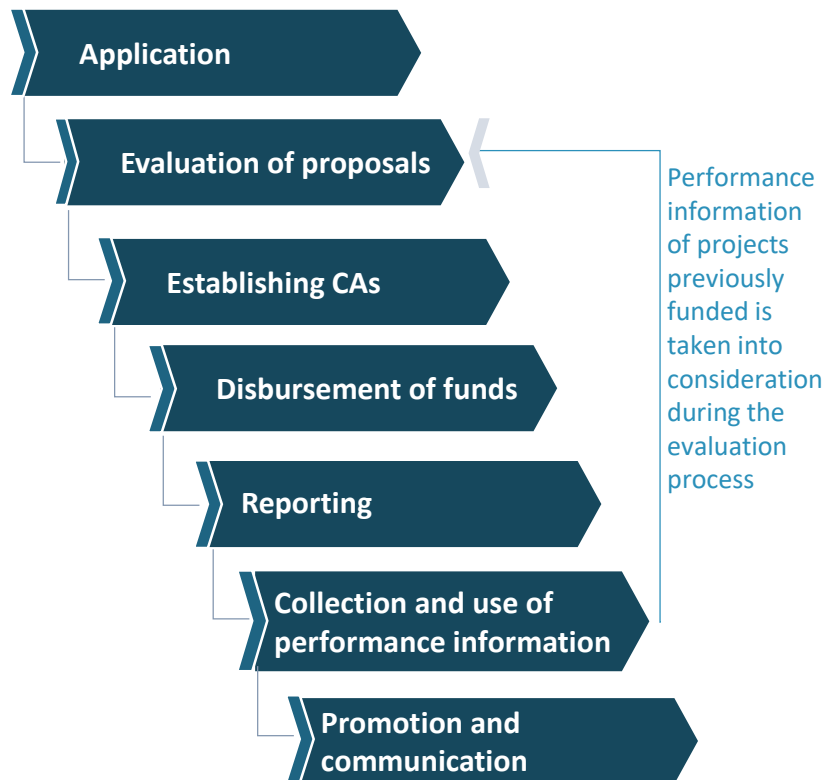 Application
Evaluation of proposals
Performance
information
of projects
previously
funded is
taken into
consideration
during the
evaluation
process
Establishing CAs
Disbursement of funds
Reporting
Collection and use of
performance information
Promotion and
communication